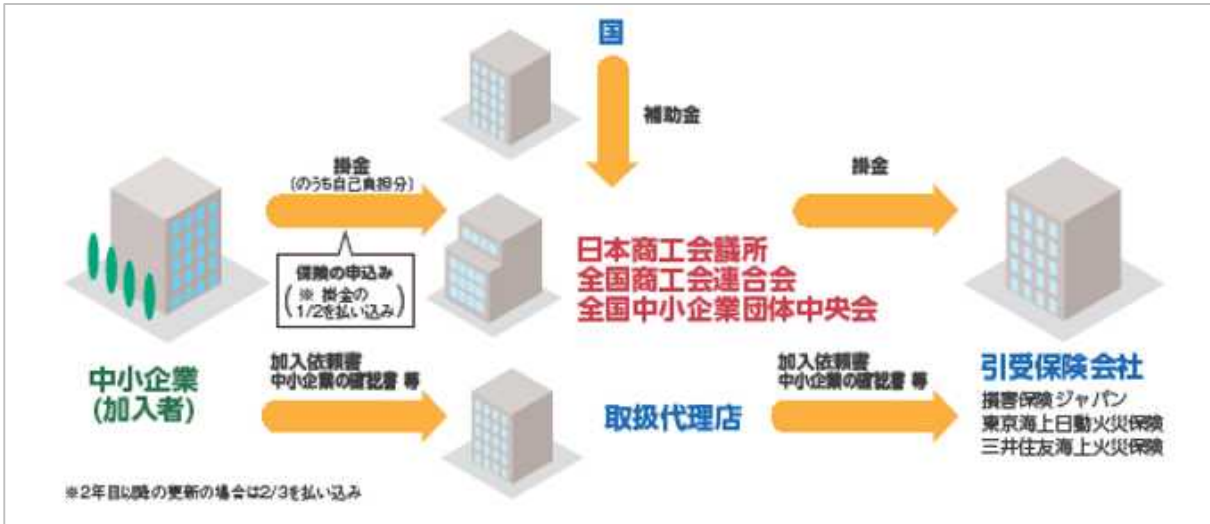 国
補助金
掛金
(のうち自己負担分)
掛金
保険の申込み
(※ 掛金の
1/2を払い込み)
日本商工会議所
全国商工会連合会
全国中小企業団体中央会
中小企業
(加入者)
加入依頼書
中小企業の確認書 等
取扱代理店
加入依頼書
中小企業の確認書 等
引受保険会社
損害保険ジャパン
東京海上日動火災保険
三井住友海上火災保険
※2年目以降の更新の場合は2/3を払い込み